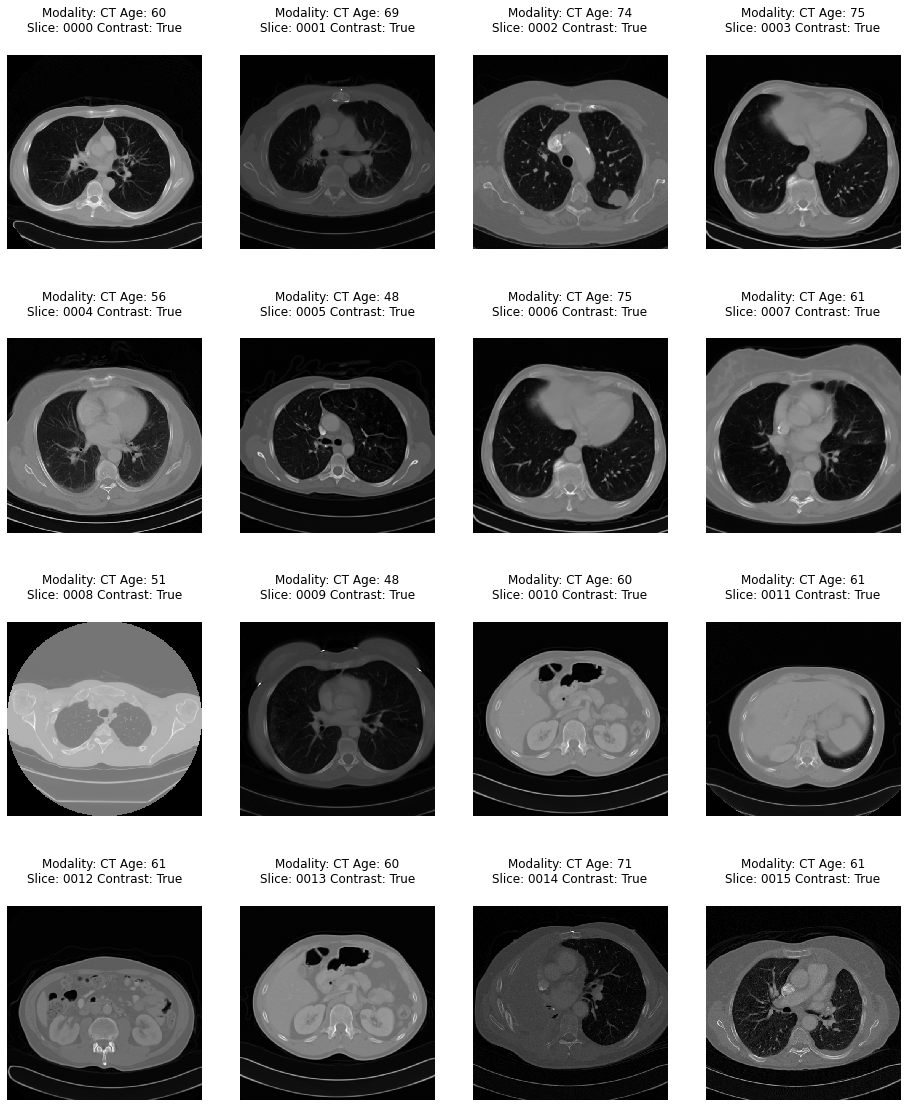 Modality: CT Age: 60
Slice: 0000 Contrast: True
Modality: CT Age: 69
Slice: 0001 Contrast: True
Modality: CT Age: 74
Slice: 0002 Contrast: True
Modality: CT Age: 75
Slice: 0003 Contrast: True
Modality: CT Age: 56
Slice: 0004 Contrast: True
Modality: CT Age: 48
Slice: 0005 Contrast: True
Modality: CT Age: 75
Slice: 0006 Contrast: True
Modality: CT Age: 61
Slice: 0007 Contrast: True
Modality: CT Age: 51
Slice: 0008 Contrast: True
Modality: CT Age: 48
Slice: 0009 Contrast: True
Modality: CT Age: 60
Slice: 0010 Contrast: True
Modality: CT Age: 61
Slice: 0011 Contrast: True
Modality: CT Age: 61
Slice: 0012 Contrast: True
Modality: CT Age: 60
Slice: 0013 Contrast: True
Modality: CT Age: 71
Slice: 0014 Contrast: True
Modality: CT Age: 61
Slice: 0015 Contrast: True